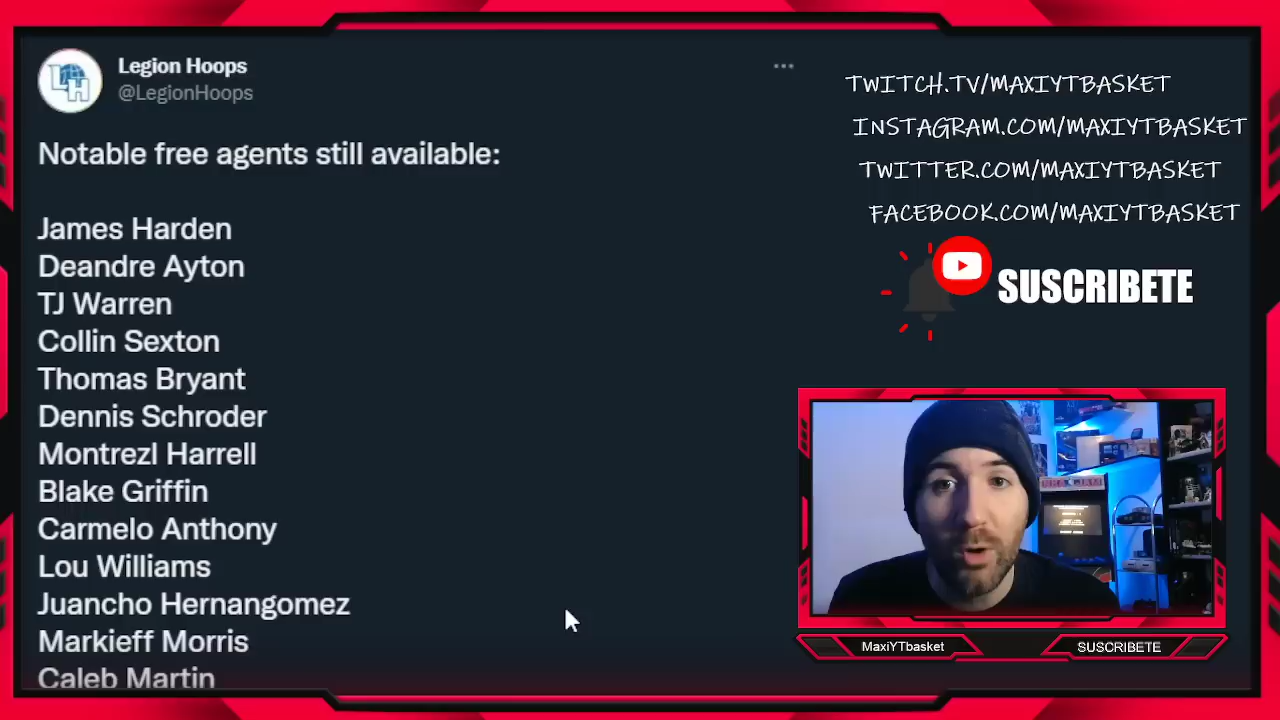 Legion Hoops
@LegionHoops
Notable free agents still available:
James Harden
Deandre Ayton
TJ Warren
Collin Sexton
Thomas Bryant
Dennis Schroder
Montrezl Harrell
Blake Griffin
Carmelo Anthony
Lou Williams
Juancho Hernangomez
Markieff Morris
Caleb Martin
TWITCH.TV/MAXIYTBASKET
INSTAGRAM.COM/MAXIYTBASKET
TWITTER.COM/MAXIYTBASKET
FACEBOOK.COM/MAXIYTBASKET
SUSCRIBETE
MaxiYTbasket
SUSCRIBETE